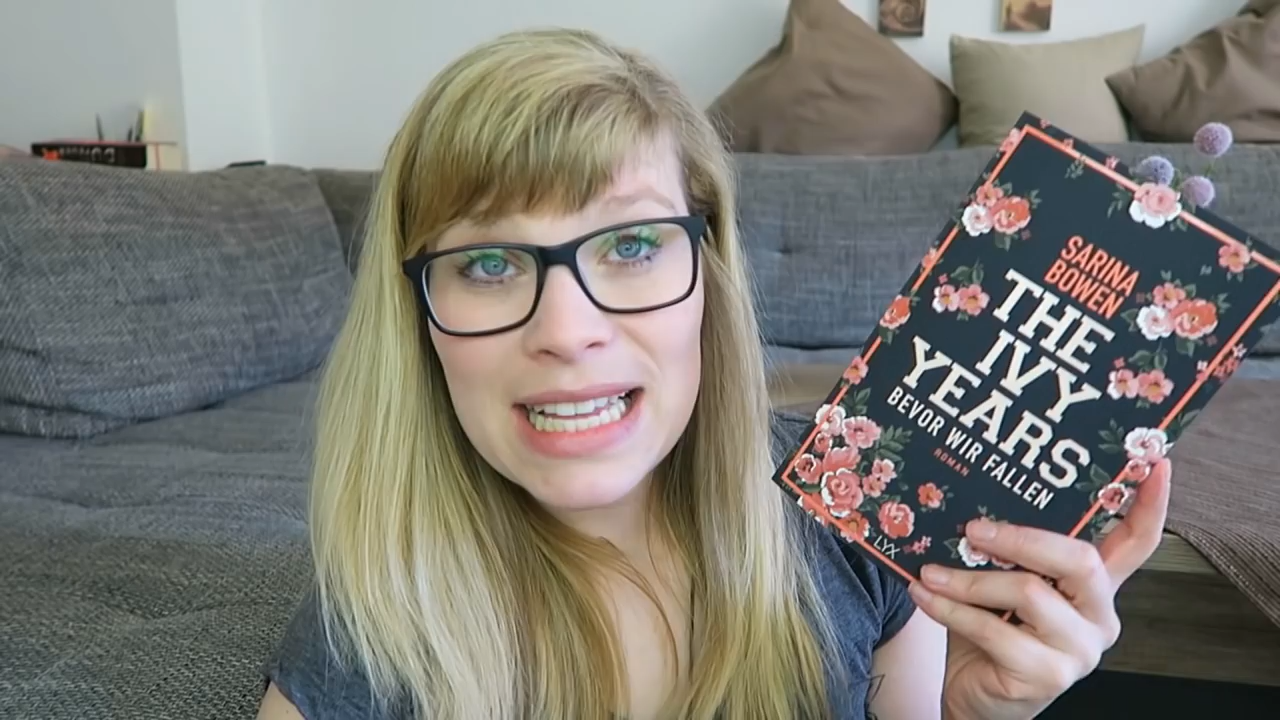 SARINA
BOWEN
THE
IVY
YEARS
BEVOR WIR FALLEN
ROMAN
LYX